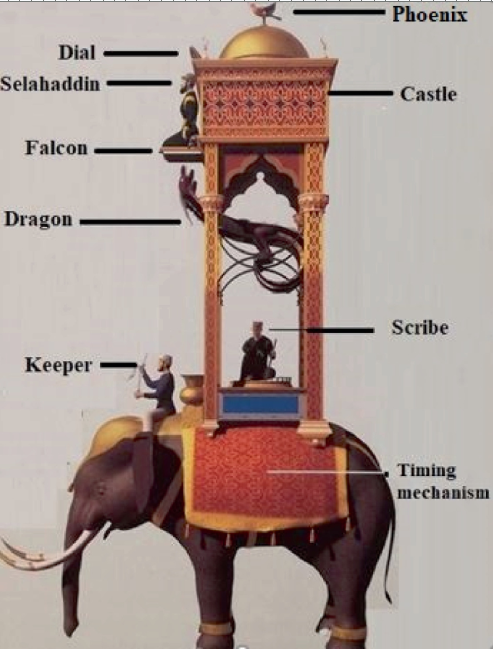 Phoenix
Dial
Selahaddin
Castle
Falcon
Dragon
Scribe
Keeper
Timing
mechanism